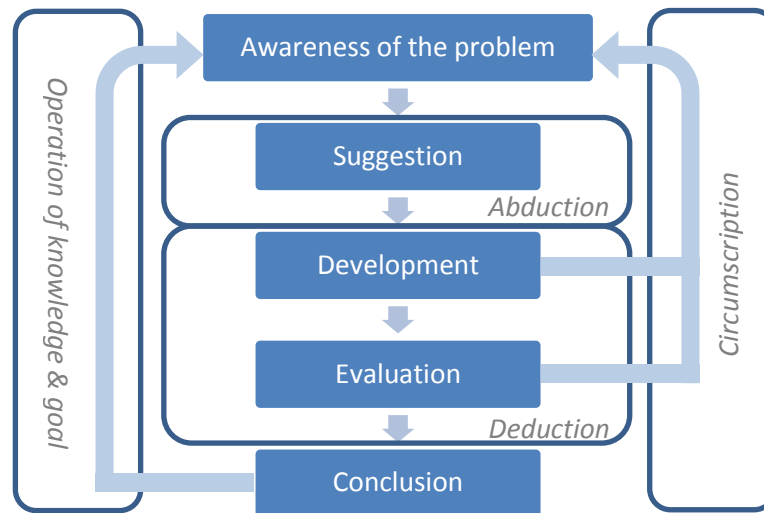 Awareness of the problem
Suggestion
Abduction
Development
Evaluation
Deduction
Conclusion
Operation of knowledge & goal
Circumscription